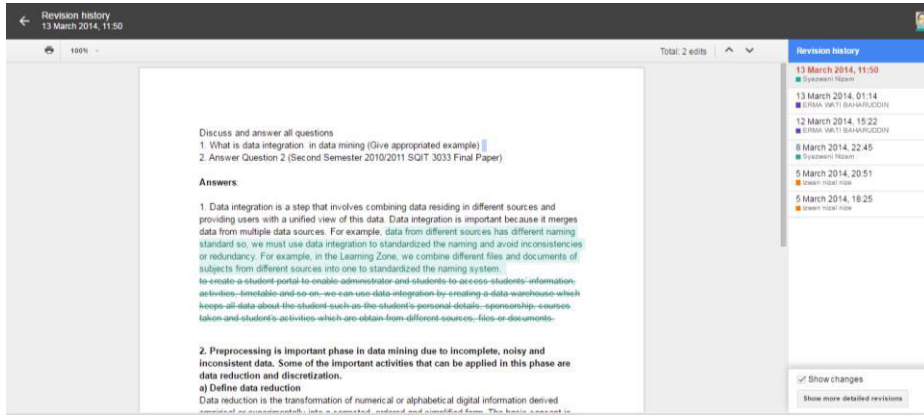 Revision history
13 March 2014, 11:50
100%
Total: 2 edits
Revision history
13 March 2014, 11:50
Syazwani Nizam
13 March 2014, 01:14
ERMA WATI BAHARUDDIN
12 March 2014, 15:22
ERMA WATI BAHARUDDIN
8 March 2014, 22:45
Syazwani Nizam
5 March 2014, 20:51
izwan nizal nize
5 March 2014, 18:25
izwan nizal nize
Show changes
Show more detailed revisions
Discuss and answer all questions
1. What is data integration in data mining (Give appropriated example)
2. Answer Question 2 (Second Semester 2010/2011 SQIT 3033 Final Paper)
Answers:
1. Data integration is a step that involves combining data residing in different sources and
providing users with a unified view of this data. Data integration is important because it merges
data from multiple data sources. For example, data from different sources has different naming
standard so, we must use data integration to standardized the naming and avoid inconsistencies
or redundancy. For example, in the Learning Zone, we combine different files and documents of
subjects from different sources into one to standardized the naming system.
to create a student portal to enable administrator and students to access students' information,
activities, timetable and so on, we can use data integration by creating a data warehouse which
keeps all data about the student such as the student's personal details, sponsorship, courses
taken and student's activities which are obtain from different sources, files or documents.
2. Preprocessing is important phase in data mining due to incomplete, noisy and
inconsistent data. Some of the important activities that can be applied in this phase are
data reduction and discretization.
a) Define data reduction
Data reduction is the transformation of numerical or alphabetical digital information derived